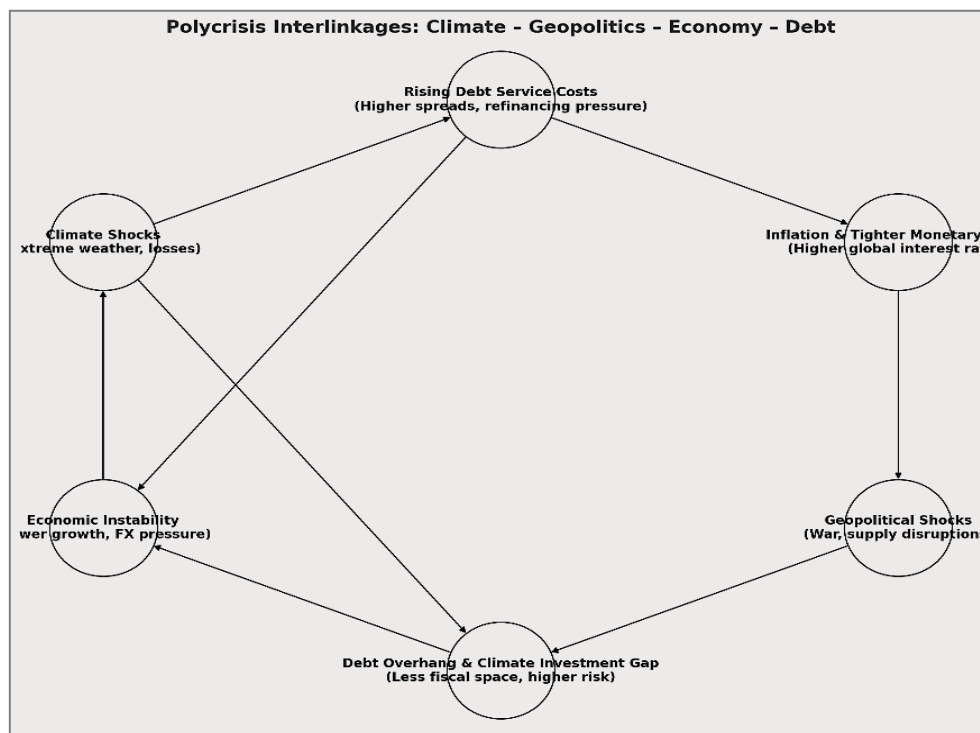 Polycrisis Interlinkages: Climate – Geopolitics – Economy – Debt
Rising Debt Service Costs
(Higher spreads, refinancing pressure)
Climate Shocks
xtreme weather, losses)
Inflation & Tighter Monetary
(Higher global interest ra
Economic Instability
wer growth, FX pressure)
Geopolitical Shocks
(War, supply disruption
Debt Overhang & Climate Investment Gap
(Less fiscal space, higher risk)